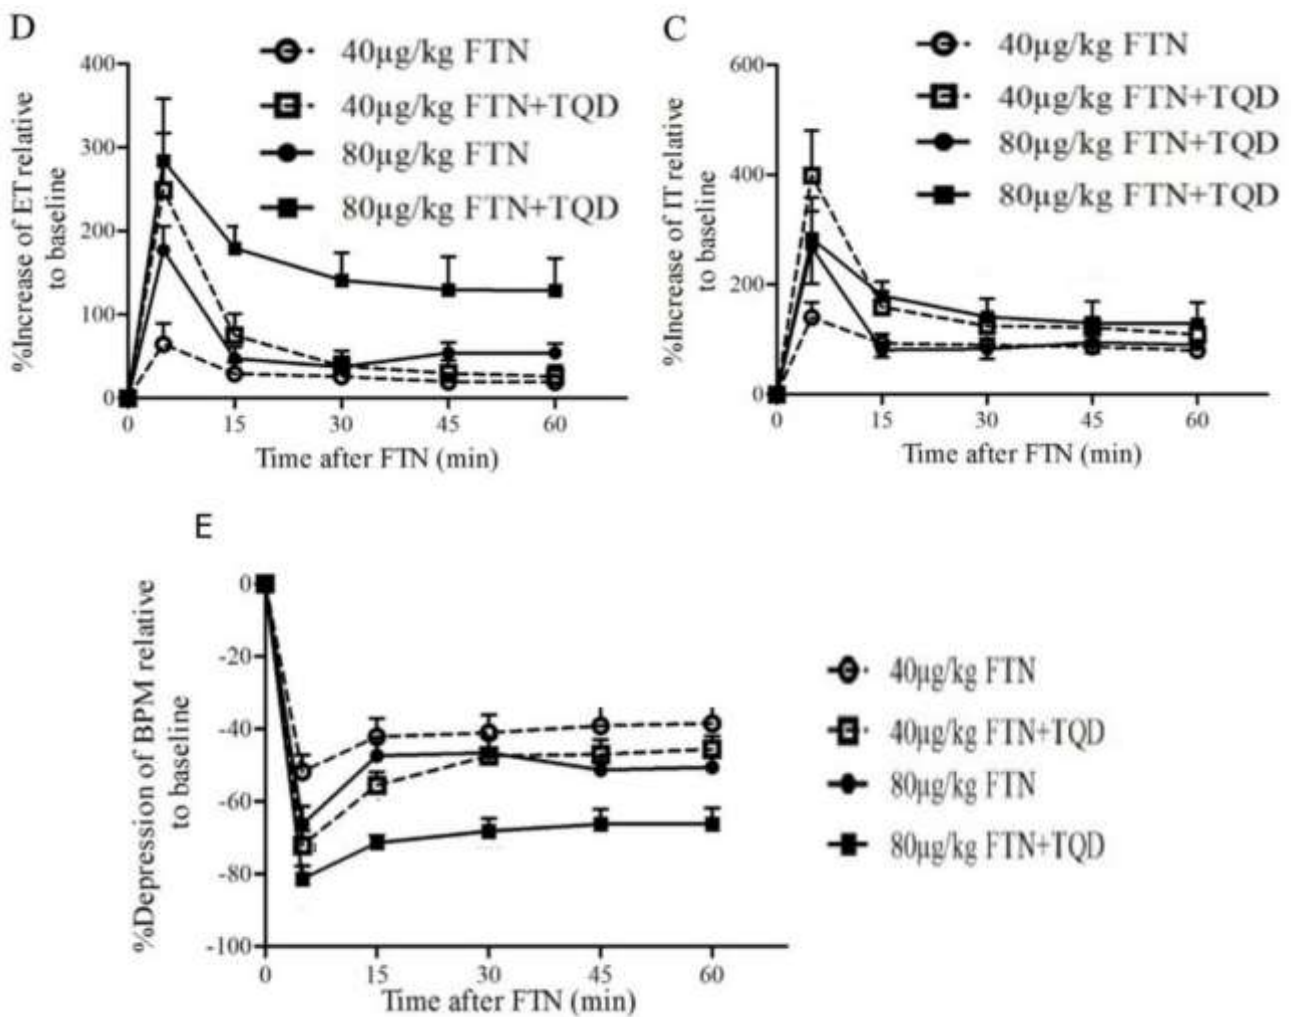 D
40µg/kg FTN
40µg/kg FTN+TQD
80µg/kg FTN
80µg/kg FTN+TQD
400
300
200
100
0
%Increase of ET relative
to baseline
0 15 30 45 60
Time after FTN (min)
C
40µg/kg FTN
40µg/kg FTN+TQD
80µg/kg FTN+TQD
80µg/kg FTN+TQD
600
400
200
0
%Increase of IT relative
to baseline
0 15 30 45 60
Time after FTN (min)
E
0
-20
-40
-60
-80
-100
%Depression of BPM relative
to baseline
0 15 30 45 60
Time after FTN (min)
40µg/kg FTN
40µg/kg FTN+TQD
80µg/kg FTN
80µg/kg FTN+TQD